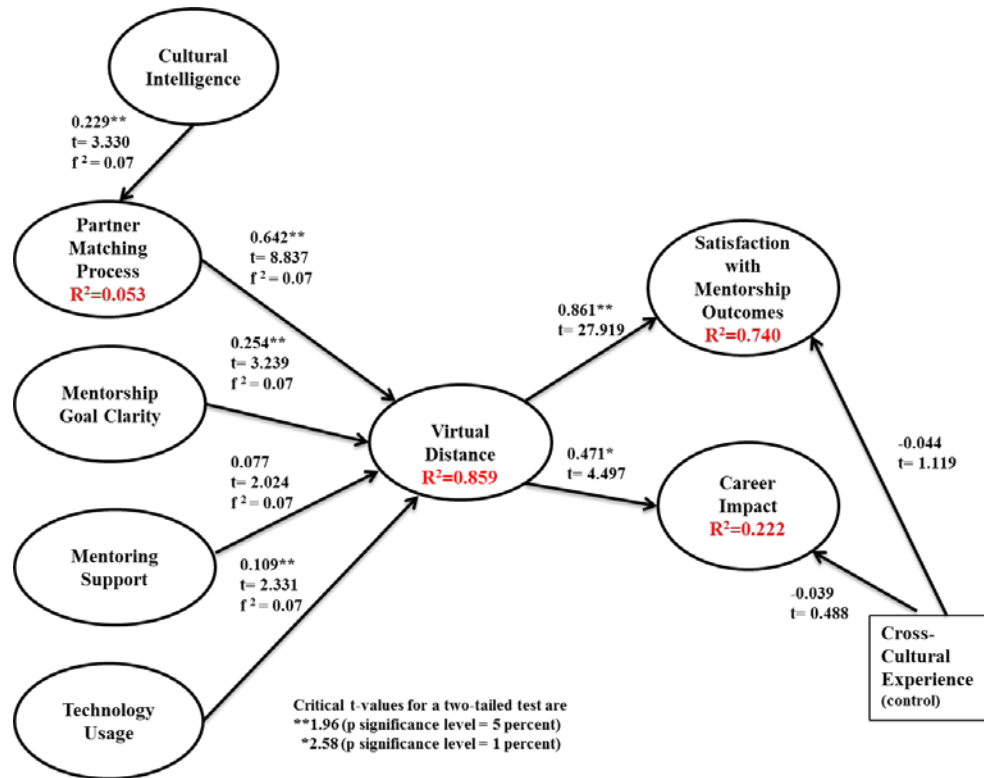 Cultural
Intelligence
0.229**
t= 3.330
f ² = 0.07
Partner
Matching
Process
R²=0.053
0.642**
t= 8.837
f ² = 0.07
Satisfaction
with
Mentorship
Outcomes
R²=0.740
0.861**
t= 27.919
0.254**
t= 3.239
f ² = 0.07
Mentorship
Goal Clarity
Virtual
Distance
R²=0.859
-0.044
t= 1.119
0.471*
t= 4.497
0.077
t= 2.024
f ² = 0.07
Career
Impact
R²=0.222
Mentoring
Support
0.109**
t= 2.331
f ² = 0.07
-0.039
t= 0.488
Cross-
Cultural
Experience
(control)
Technology
Usage
Critical t-values for a two-tailed test are
**1.96 (p significance level = 5 percent)
*2.58 (p significance level = 1 percent)